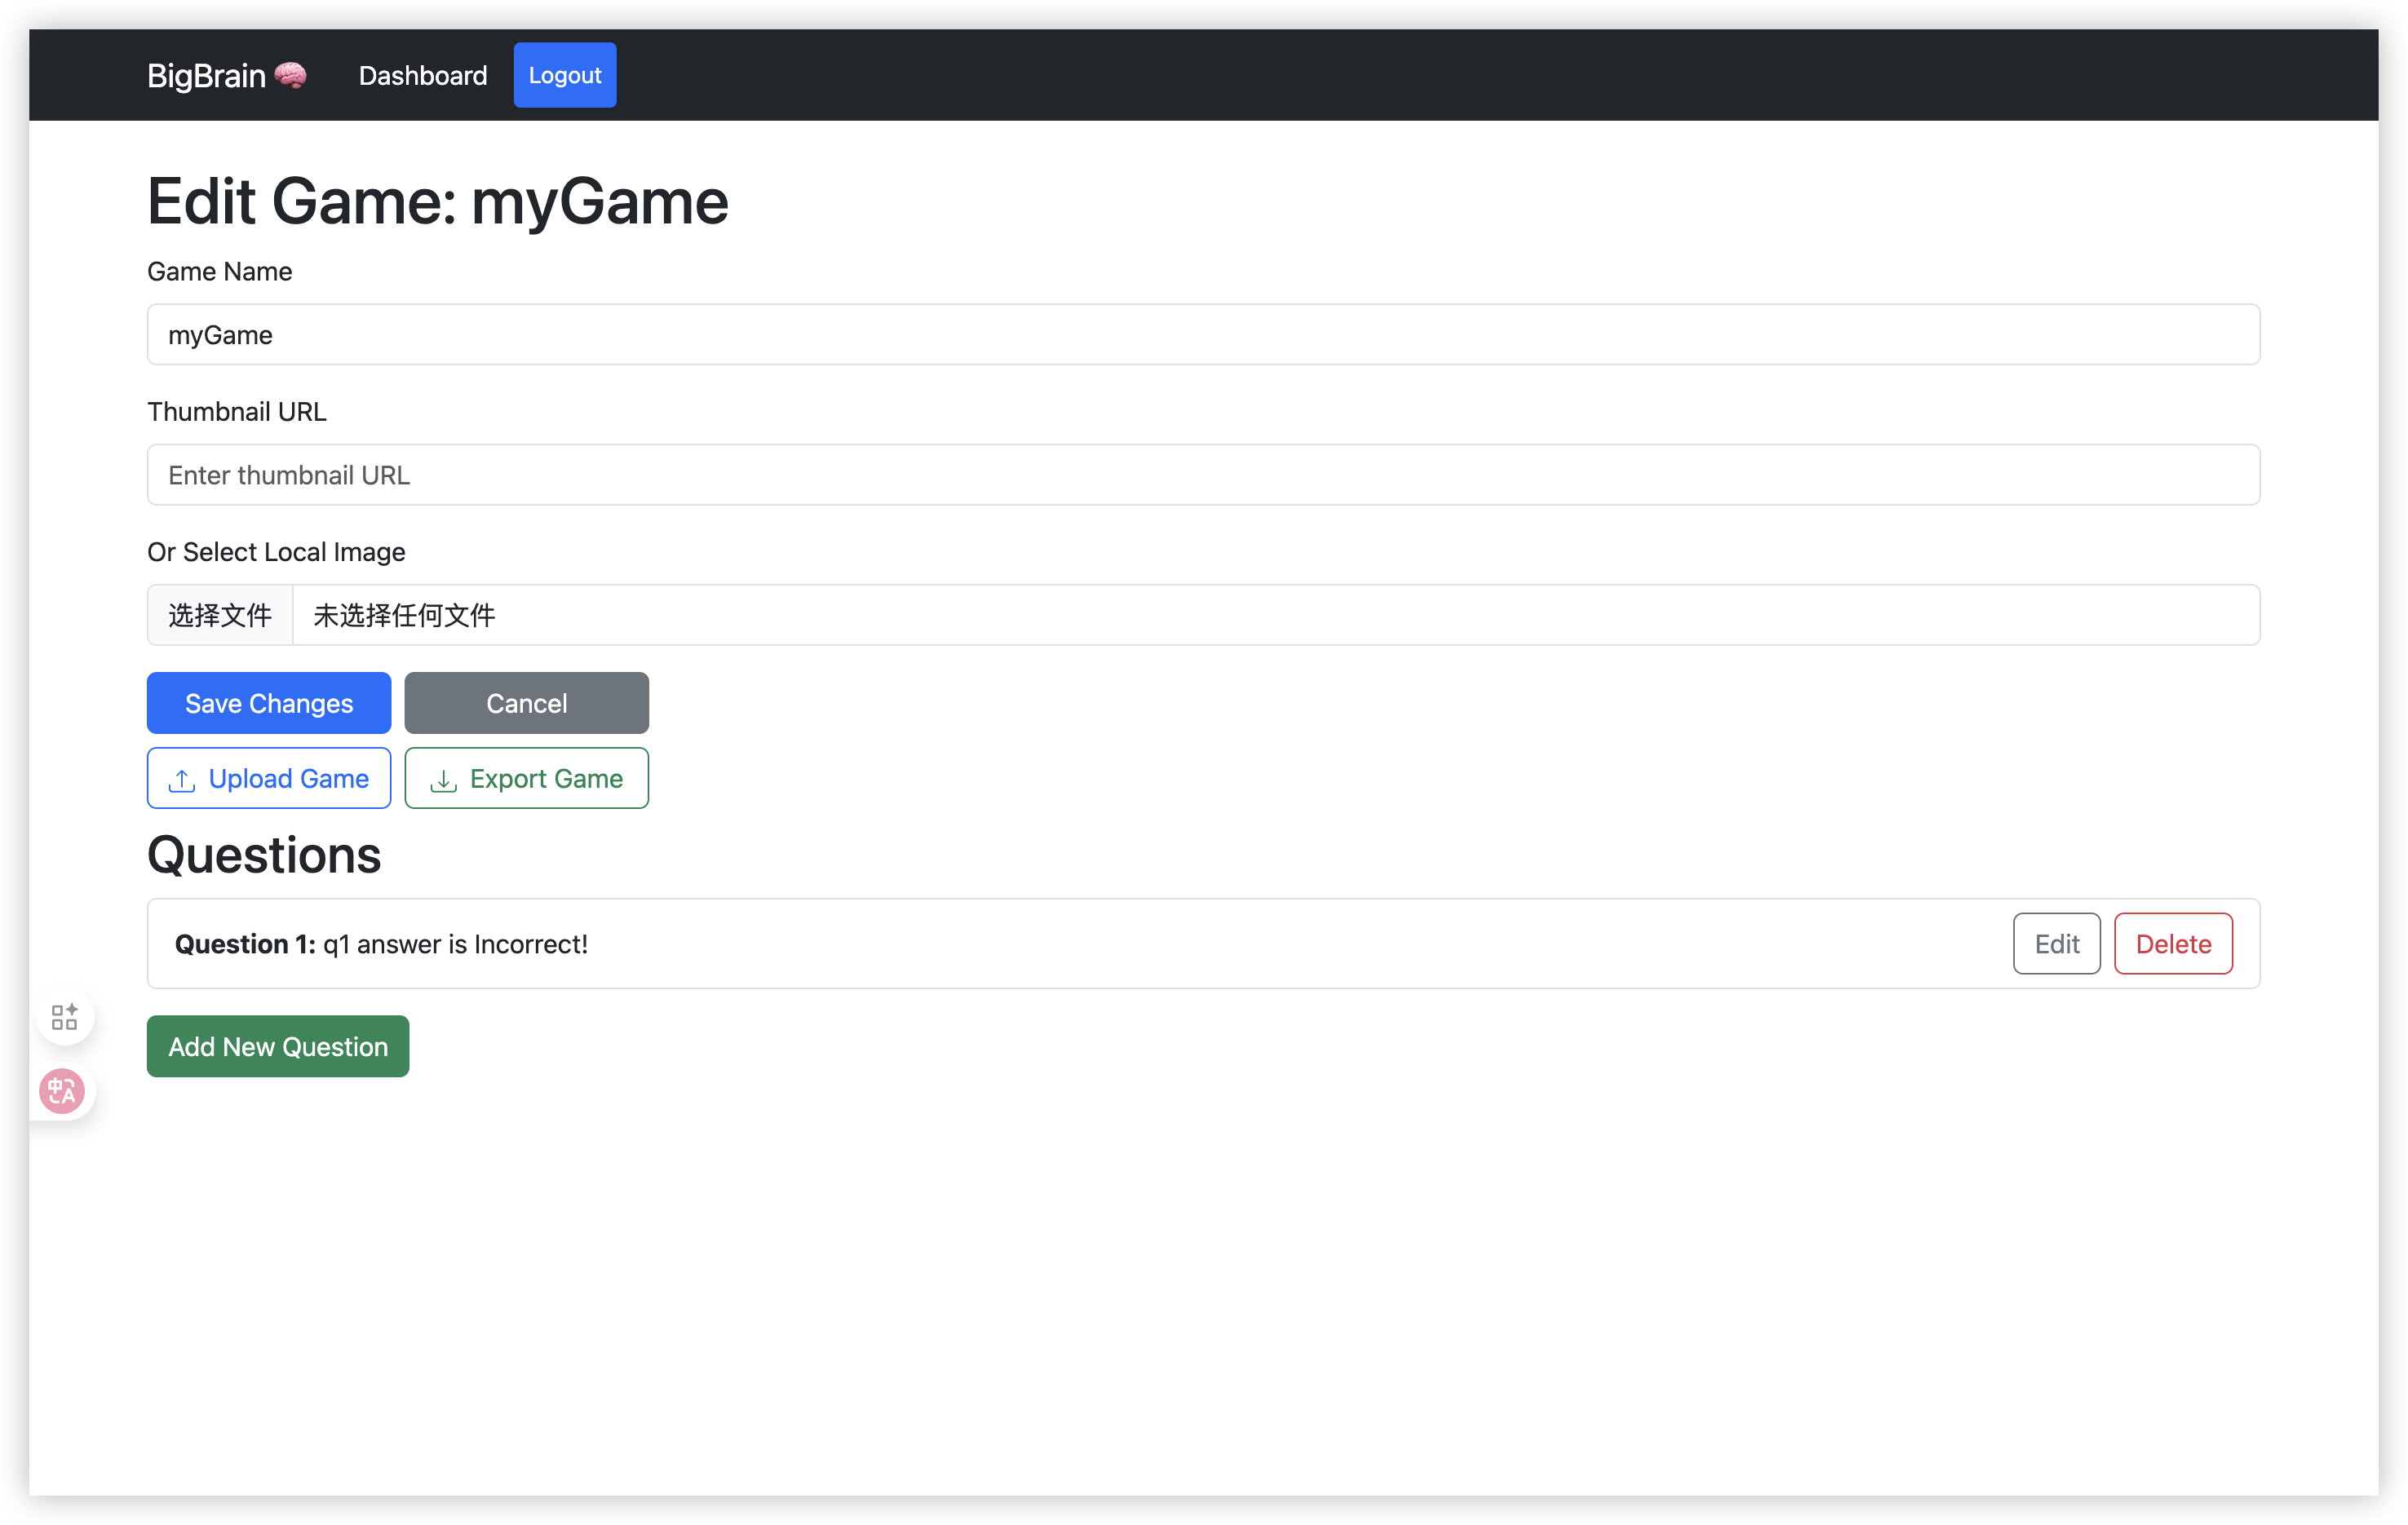 BigBrain 🧠 Dashboard Logout
Edit Game: myGame
Game Name
myGame
Thumbnail URL
Enter thumbnail URL
Or Select Local Image
选择文件 未选择任何文件
Save Changes Cancel
Upload Game Export Game
Questions
Question 1: q1 answer is Incorrect! Edit Delete
Add New Question
中A